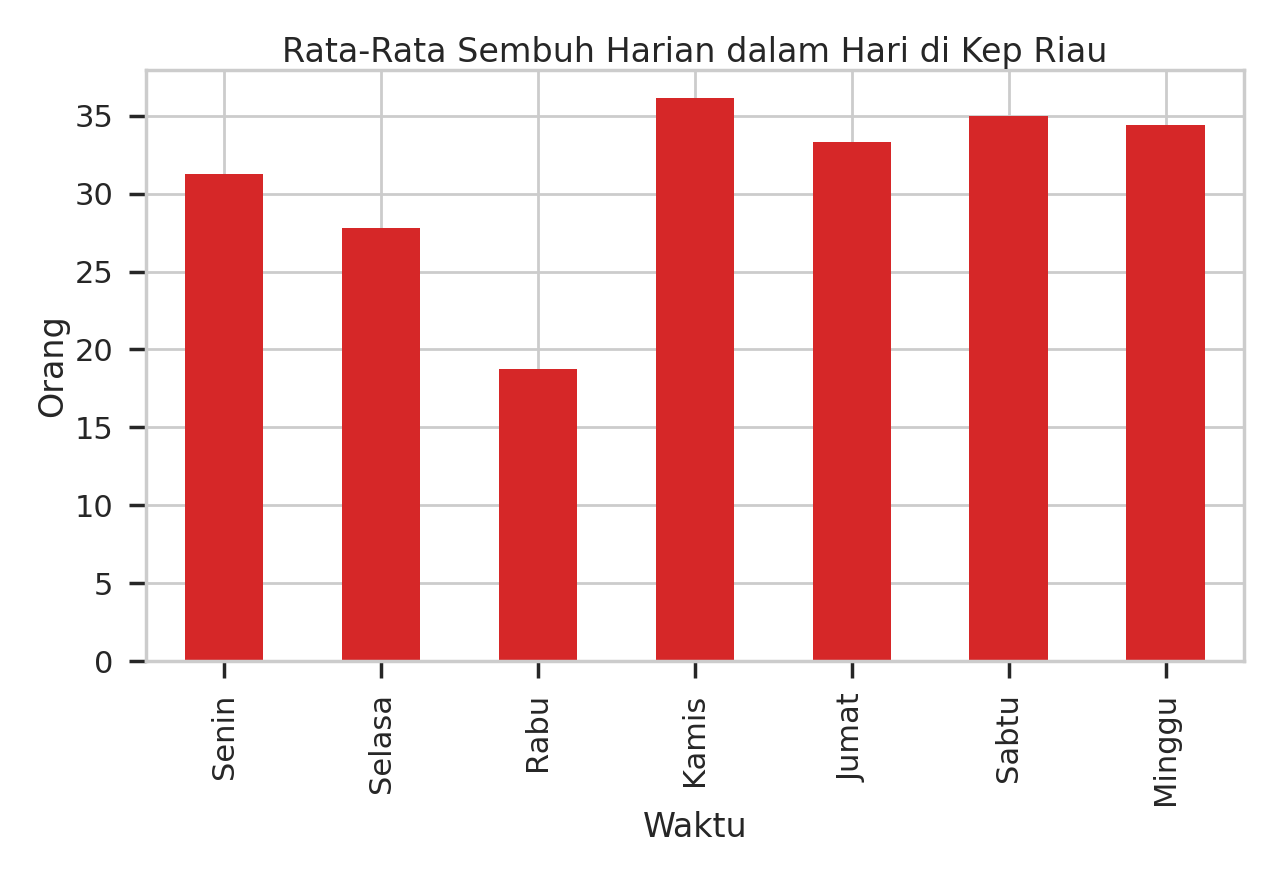 Rata-Rata Sembuh Harian dalam Hari di Kep Riau
35
30
25
20
15
10
5
0
Orang
Senin
Selasa
Rabu
Kamis
Jumat
Sabtu
Minggu
Waktu